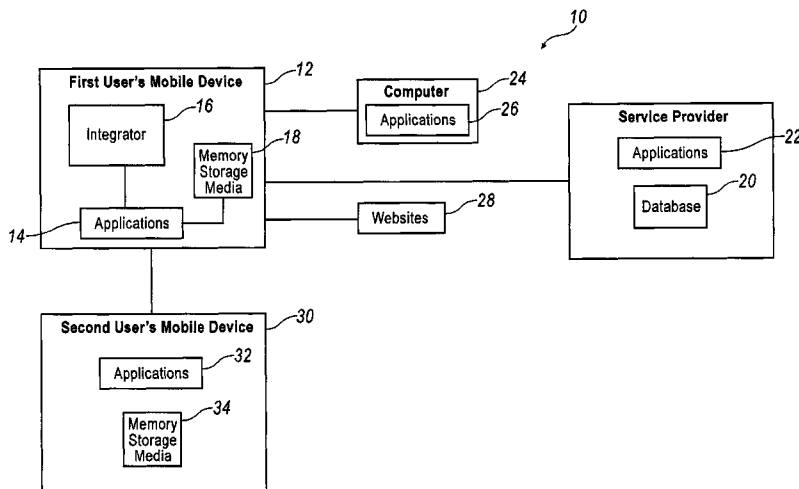 10
First User's Mobile Device
12
Integrator
16
Memory
Storage
Media
18
14
Applications
Computer
24
Applications
26
Websites
28
Service Provider
Applications
22
Database
20
Second User's Mobile Device
30
Applications
32
Memory
Storage
Media
34